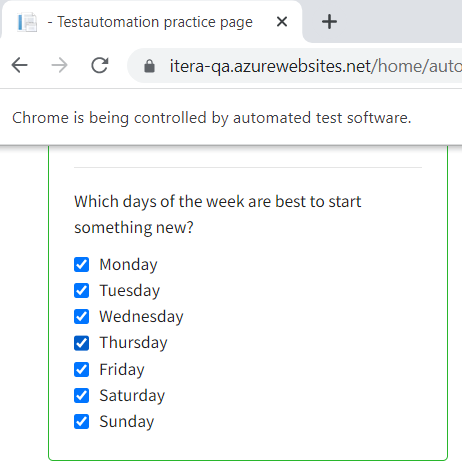 - Testautomation practice page
itera-qa.azurewebsites.net/home/auto
Chrome is being controlled by automated test software.
Which days of the week are best to start
something new?
Monday
Tuesday
Wednesday
Thursday
Friday
Saturday
Sunday